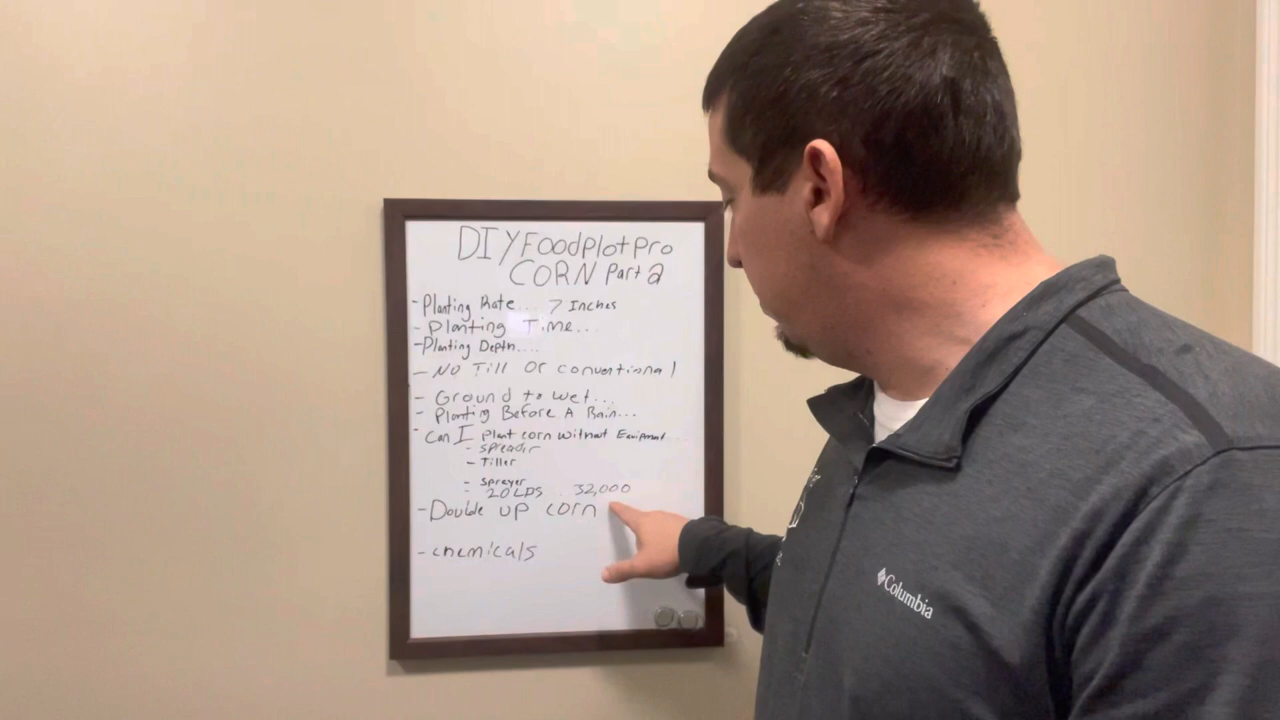 DIYFoodplotpro
CORN Part 2
- Planting Rate... 7 Inches
- Planting Time...
- Planting Depth....
- No Till Or conventional
- Ground to wet...
- Planting Before A Rain...
- Can I plant corn without Equipment
- spreader
- Tiller
- sprayer
- 20 LDS 32,000
- Double up corn
- chemicals
Columbia